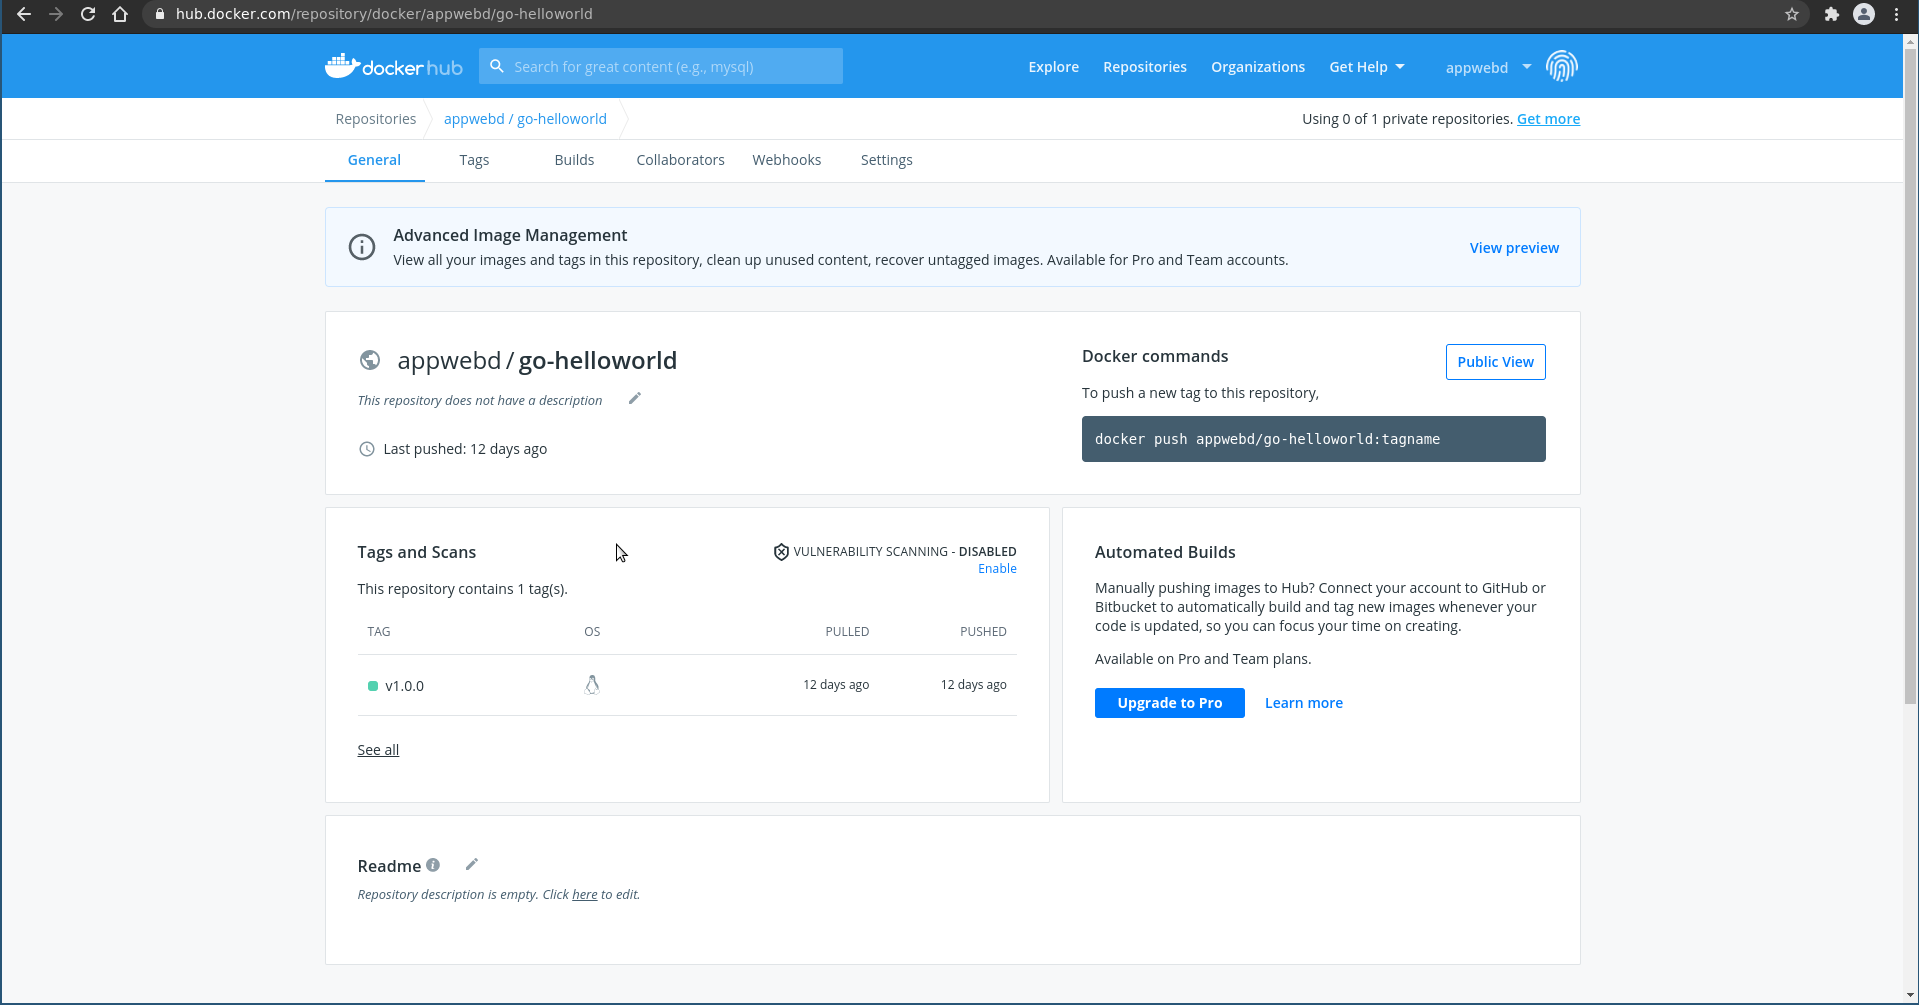 hub.docker.com/repository/docker/appwebd/go-helloworld
docker hub
Search for great content (e.g., mysql)
Explore
Repositories
Organizations
Get Help
appwebd
Repositories
appwebd / go-helloworld
Using 0 of 1 private repositories. Get more
General
Tags
Builds
Collaborators
Webhooks
Settings
Advanced Image Management
View all your images and tags in this repository, clean up unused content, recover untagged images. Available for Pro and Team accounts.
View preview
appwebd / go-helloworld
This repository does not have a description
Last pushed: 12 days ago
Docker commands
Public View
To push a new tag to this repository,
docker push appwebd/go-helloworld:tagname
Tags and Scans
VULNERABILITY SCANNING - DISABLED
Enable
This repository contains 1 tag(s).
TAG
OS
PULLED
PUSHED
v1.0.0
12 days ago
12 days ago
See all
Automated Builds
Manually pushing images to Hub? Connect your account to GitHub or
Bitbucket to automatically build and tag new images whenever your
code is updated, so you can focus your time on creating.
Available on Pro and Team plans.
Upgrade to Pro
Learn more
Readme
Repository description is empty. Click here to edit.